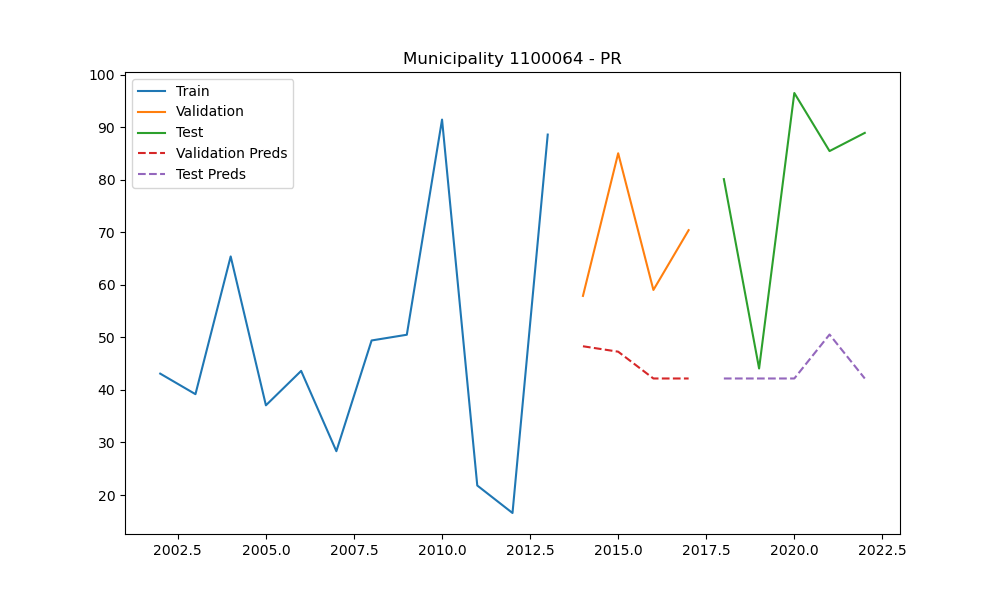 Municipality 1100064 - PR
Train
Validation
Test
Validation Preds
Test Preds
100
90
80
70
60
50
40
30
20
2002.5 2005.0 2007.5 2010.0 2012.5 2015.0 2017.5 2020.0 2022.5